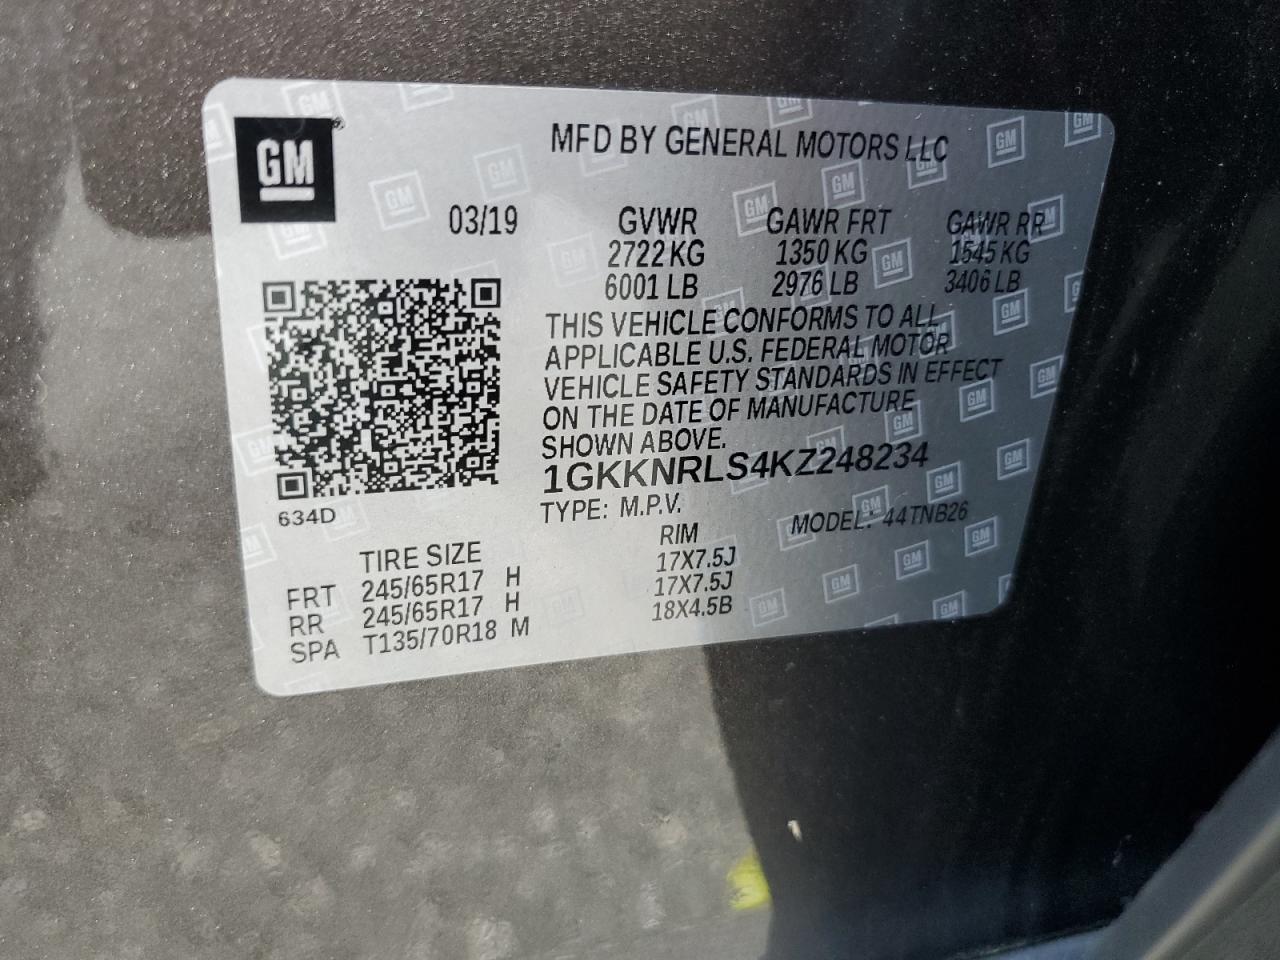 GM
MFD BY GENERAL MOTORS LLC
03/19 GVWR GAWR FRT GAWR RR
2722 KG 1350 KG 1545 KG
6001 LB 2976 LB 3406 LB
THIS VEHICLE CONFORMS TO ALL
APPLICABLE U.S. FEDERAL MOTOR
VEHICLE SAFETY STANDARDS IN EFFECT
ON THE DATE OF MANUFACTURE
SHOWN ABOVE.
1GKKNRLS4KZ248234
TYPE: M.P.V. MODEL: 44TNB26
634D
TIRE SIZE RIM
FRT 245/65R17 H 17X7.5J
RR 245/65R17 H 17X7.5J
SPA T135/70R18 M 18X4.5B